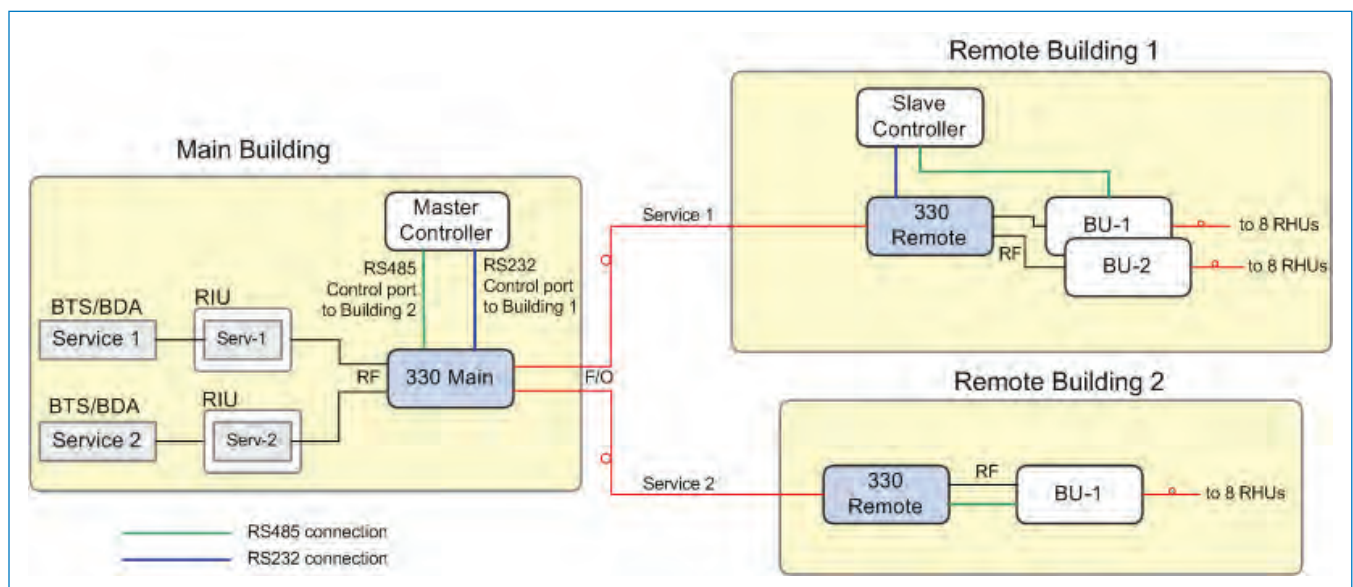 Remote Building 1
Slave
Controller
330
Remote
RF
BU-1
BU-2
to 8 RHUs
to 8 RHUs
Main Building
Master
Controller
RS485
Control port
to Building 2
RS232
Control port
to Building 1
BTS/BDA
Service 1
RIU
Serv-1
RF
330 Main
F/O
BTS/BDA
Service 2
RIU
Serv-2
Service 1
Service 2
Remote Building 2
330
Remote
RF
BU-1
to 8 RHUs
RS485 connection
RS232 connection